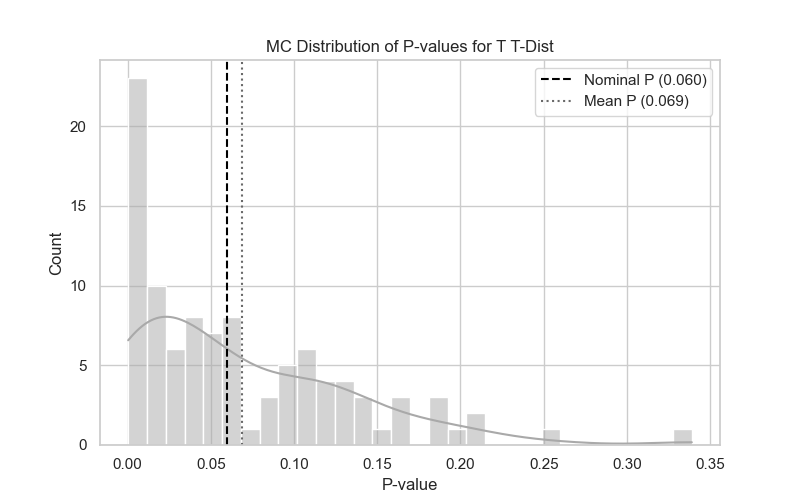 MC Distribution of P-values for T T-Dist
Nominal P (0.060)
Mean P (0.069)
Count
20
15
10
5
0
0.00 0.05 0.10 0.15 0.20 0.25 0.30 0.35
P-value